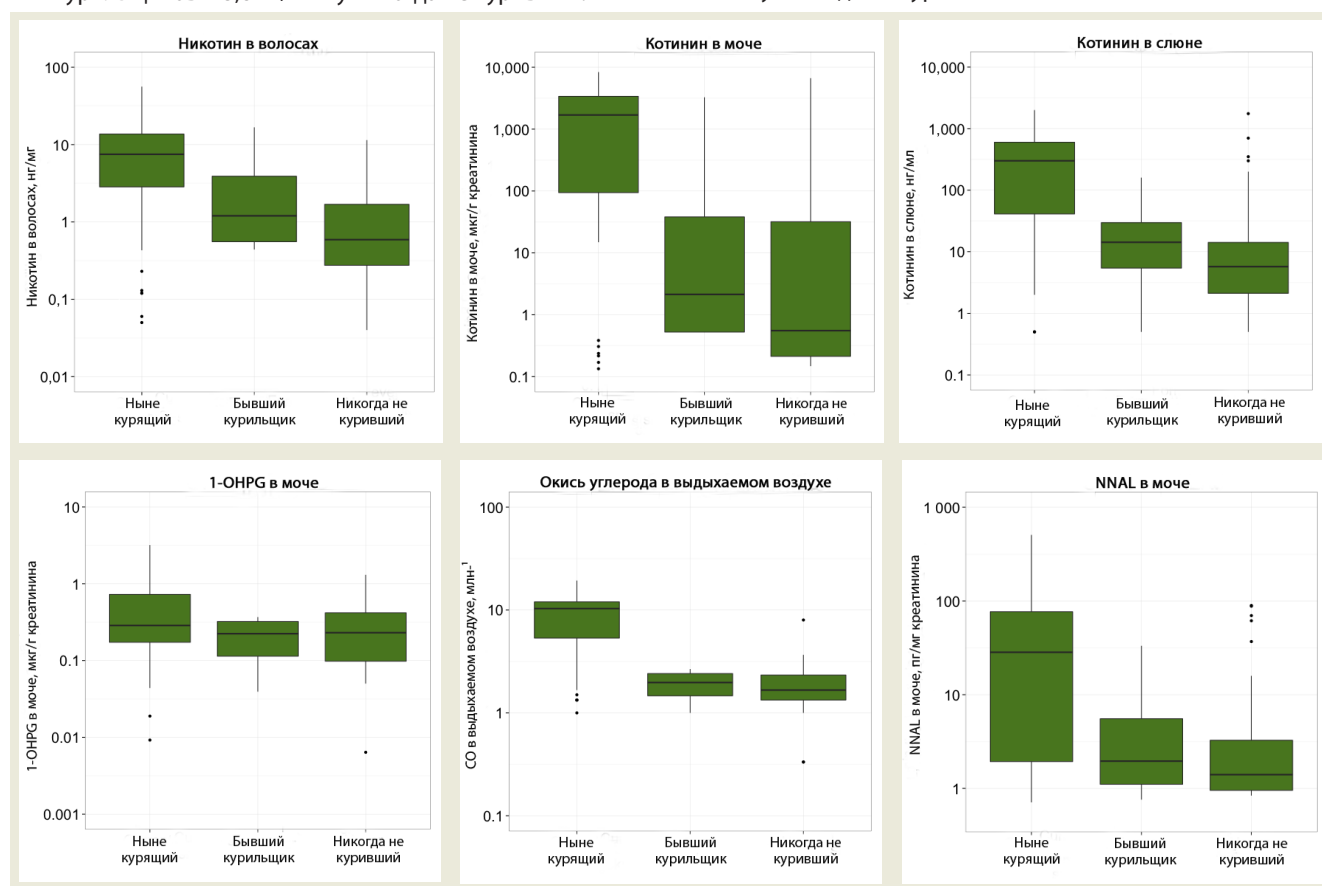 Никотин в волосах
Никотин в волосах, нг/мг
100
10
1
0,1
0,01
Ныне
курящий
Бывший
курильщик
Никогда не
куривший
Котинин в моче
Котинин в моче, мкг/г креатинина
10,000
1,000
100
10
1
0.1
Ныне
курящий
Бывший
курильщик
Никогда не
куривший
Котинин в слюне
Котинин в слюне, нг/мл
10,000
1,000
100
10
1
0.1
Ныне
курящий
Бывший
курильщик
Никогда не
куривший
1-OHPG в моче
1-OHPG в моче, мкг/г креатинина
10
1
0.1
0.01
0.001
Ныне
курящий
Бывший
курильщик
Никогда не
куривший
Окись углерода в выдыхаемом воздухе
CO в выдыхаемом воздухе, млн-¹
100
10
1
0.1
Ныне
курящий
Бывший
курильщик
Никогда не
куривший
NNAL в моче
NNAL в моче, пг/мг креатинина
1 000
100
10
1
Ныне
курящий
Бывший
курильщик
Никогда не
куривший